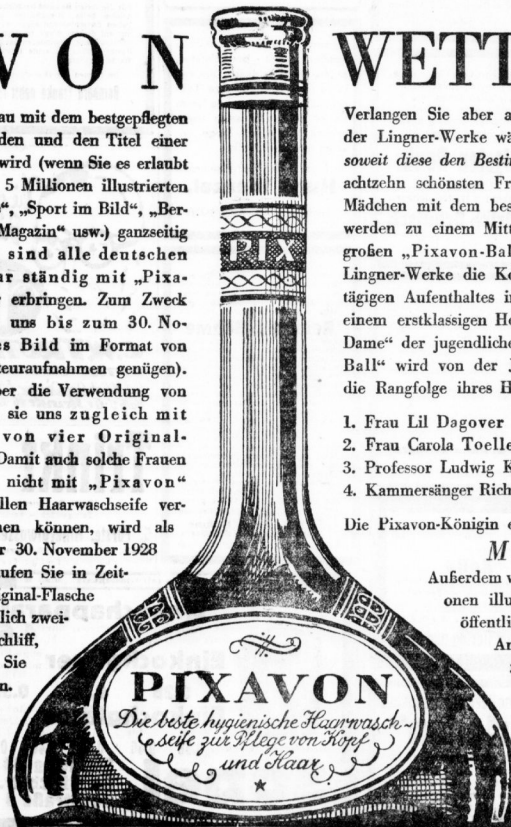 VON
WETT
au mit dem bestgepflegten
den und den Titel einer
wird (wenn Sie es erlaubt
5 Millionen illustrierten
“, „Sport im Bild“, „Ber-
Magazin“ usw.) ganzseitig
sind alle deutschen
ar ständig mit „Pixa-
erbringen. Zum Zweck
uns bis zum 30. No-
es Bild im Format von
teuraufnahmen genügen).
ber die Verwendung von
sie uns zugleich mit
von vier Original-
Damit auch solche Frauen
nicht mit „Pixavon“
llen Haarwaschseife ver-
nen können, wird als
r 30. November 1928
ufen Sie in Zeit-
ginal-Flasche
lich zwei-
chliff,
Sie
n.
PIX
PIXAVON
Die beste hygienische Haarwasch-
seife zur Pflege von Kopf
und Haar
Verlangen Sie aber a
der Lingner-Werke wä
soweit diese den Bestin
achtzehn schönsten Fr
Mädchen mit dem bes
werden zu einem Mitt
großen „Pixavon-Bal
Lingner-Werke die Ko
tägigen Aufenthaltes i
einem erstklassigen Ho
Dame“ der jugendliche
Ball“ wird von der J
die Rangfolge ihres H
1. Frau Lil Dagover
2. Frau Carola Toelle
3. Professor Ludwig K
4. Kammersänger Rich
Die Pixavon-Königin e
M
Außerdem w
onen illu
öffentli
An